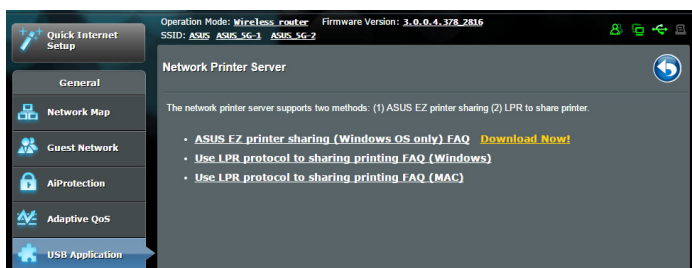 Quick Internet
Setup
General
Network Map
Guest Network
AiProtection
Adaptive QoS
USB Application
Operation Mode: Wireless router Firmware Version: 3.0.0.4.378_2816
SSID: ASUS ASUS_5G-1 ASUS_5G-2
Network Printer Server
The network printer server supports two methods: (1) ASUS EZ printer sharing (2) LPR to share printer.
• ASUS EZ printer sharing (Windows OS only) FAQ Download Now!
• Use LPR protocol to sharing printing FAQ (Windows)
• Use LPR protocol to sharing printing FAQ (MAC)